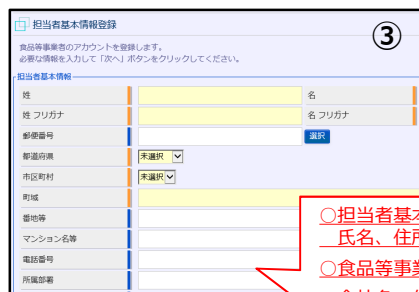 担当者基本情報登録
③
食品等事業者のアカウントを登録します。
必要な情報を入力して「次へ」ボタンをクリックしてください。
担当者基本情報
姓 名
姓 フリガナ 名 フリガナ
郵便番号 選択
都道府県 未選択
市区町村 未選択
町域
番地等
マンション名等
電話番号
所属部署
○担当者基本
氏名、住所
○食品等事業